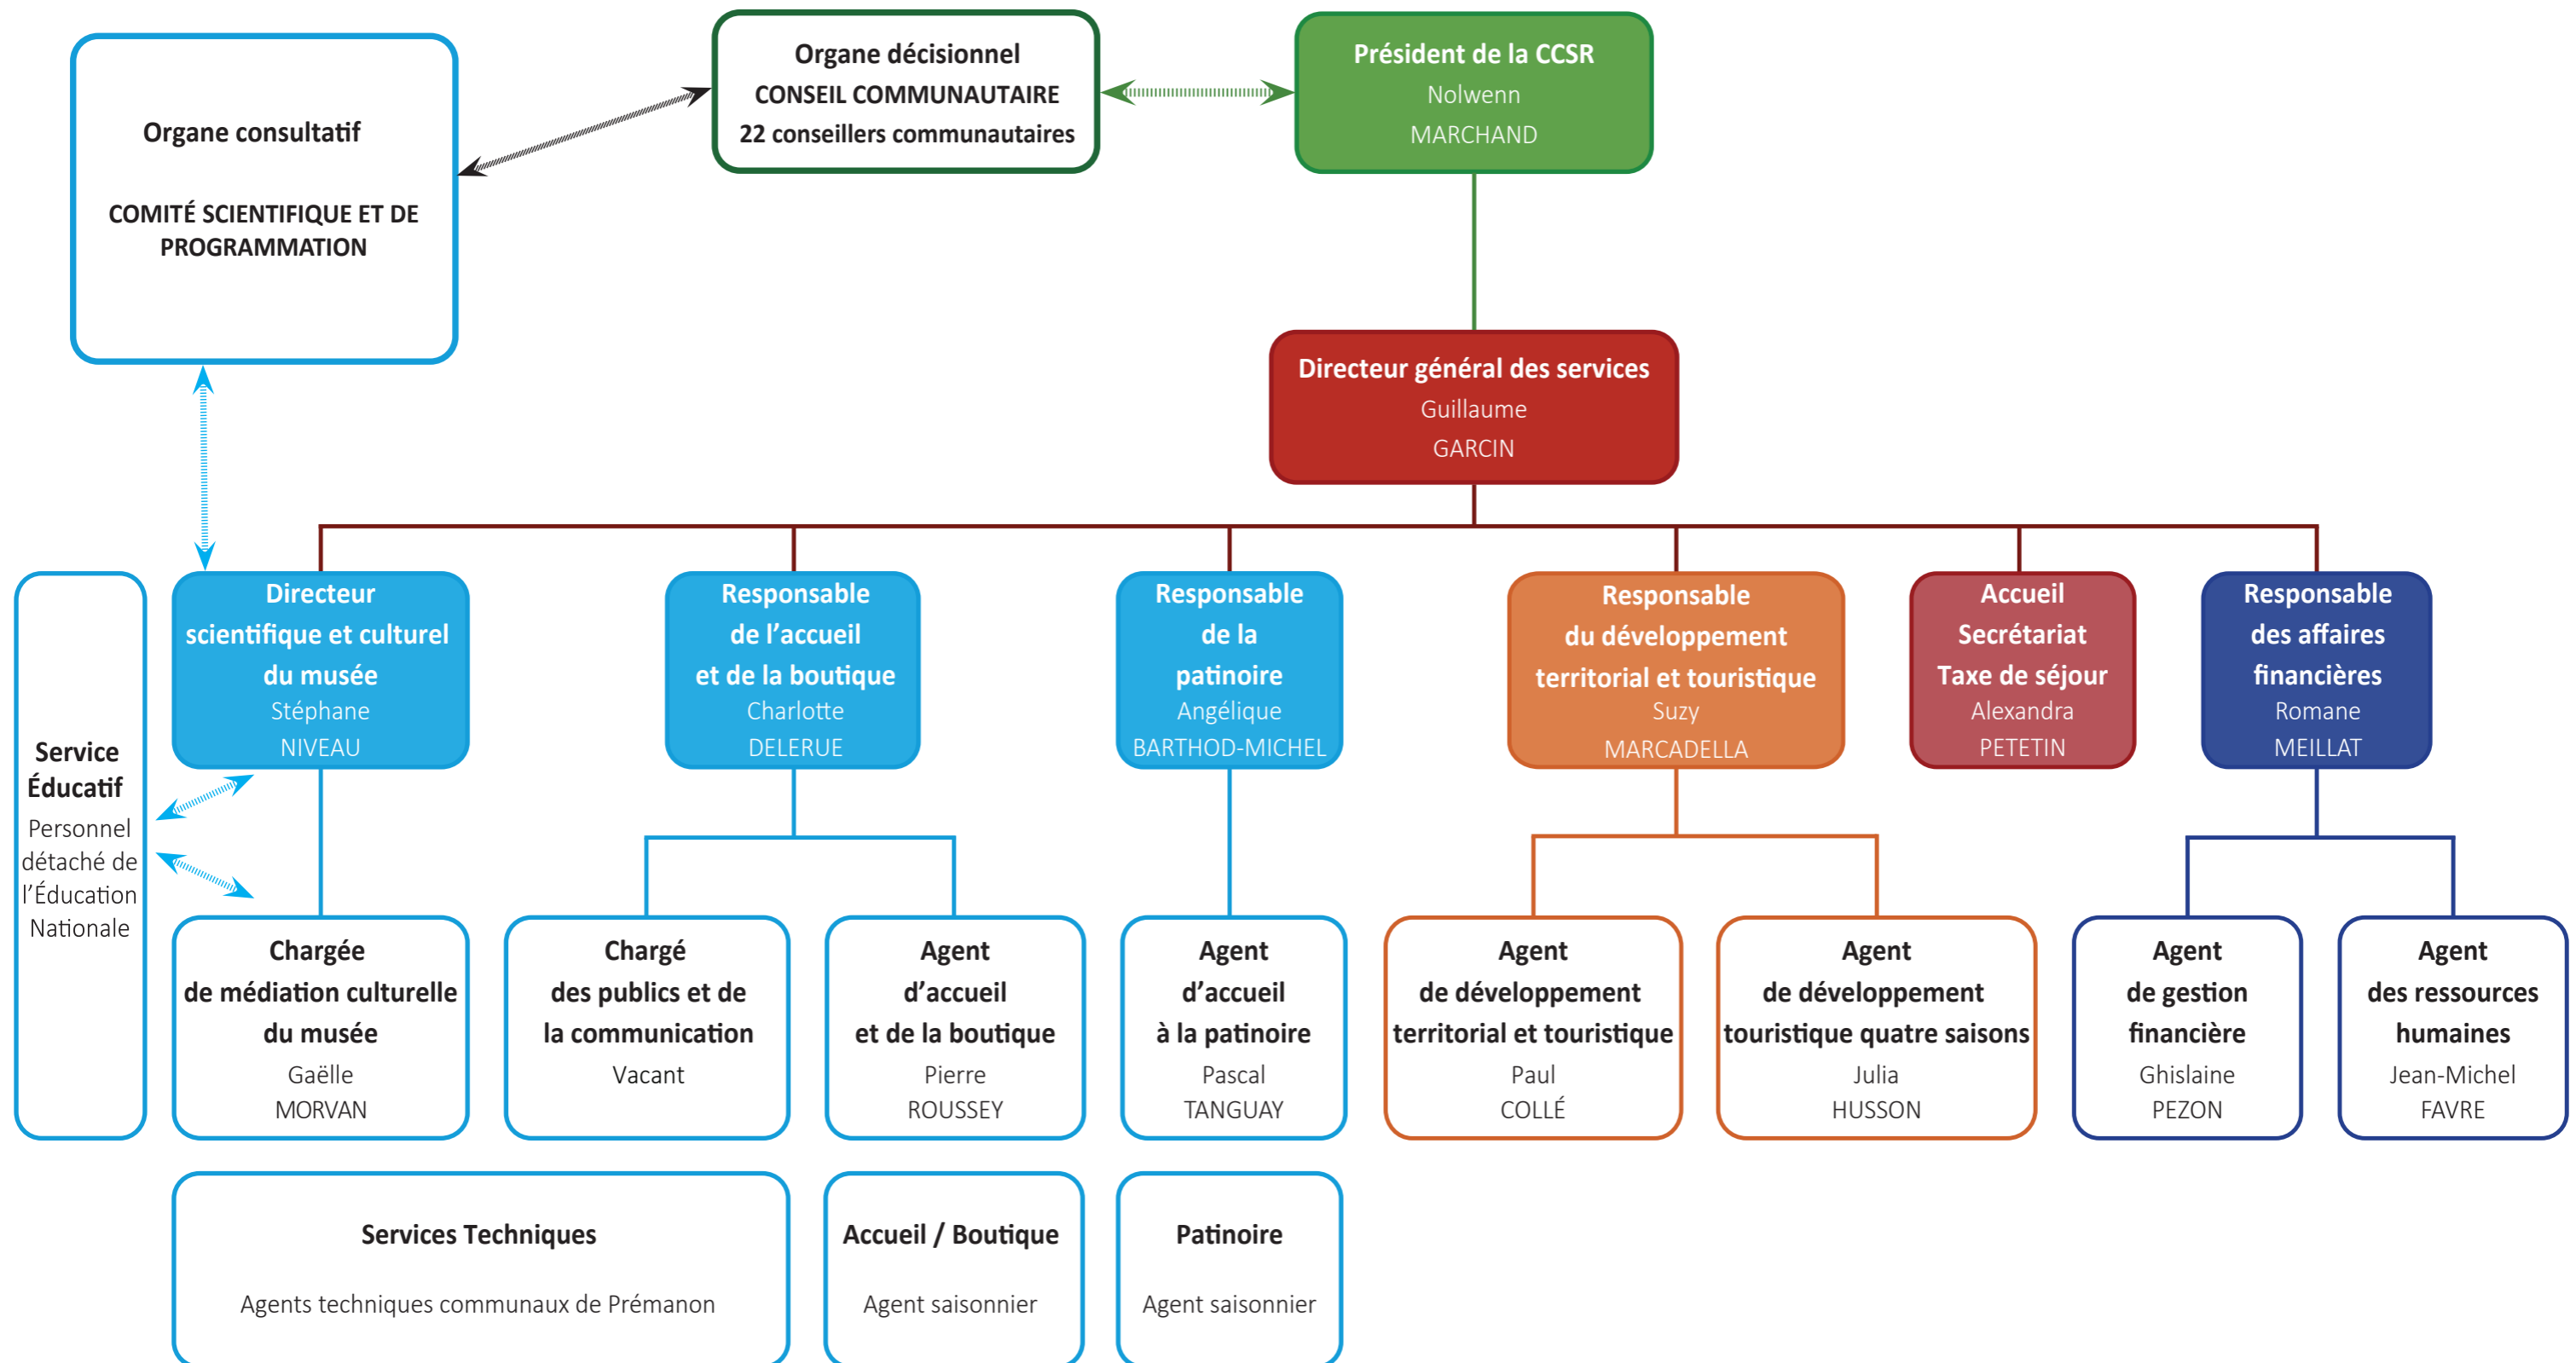 Organe consultatif
COMITÉ SCIENTIFIQUE ET DE
PROGRAMMATION
Organe décisionnel
CONSEIL COMMUNAUTAIRE
22 conseillers communautaires
Président de la CCSR
Nolwenn
MARCHAND
Directeur général des services
Guillaume
GARCIN
Service
Éducatif
Personnel
détaché de
l’Éducation
Nationale
Directeur
scientifique et culturel
du musée
Stéphane
NIVEAU
Responsable
de l’accueil
et de la boutique
Charlotte
DELERUE
Responsable
de la
patinoire
Angélique
BARTHOD-MICHEL
Responsable
du développement
territorial et touristique
Suzy
MARCADELLA
Accueil
Secrétariat
Taxe de séjour
Alexandra
PETETIN
Responsable
des affaires
financières
Romane
MEILLAT
Chargée
de médiation culturelle
du musée
Gaëlle
MORVAN
Chargé
des publics et de
la communication
Vacant
Agent
d’accueil
et de la boutique
Pierre
ROUSSEY
Agent
d’accueil
à la patinoire
Pascal
TANGUAY
Agent
de développement
territorial et touristique
Paul
COLLÉ
Agent
de développement
touristique quatre saisons
Julia
HUSSON
Agent
de gestion
financière
Ghislaine
PEZON
Agent
des ressources
humaines
Jean-Michel
FAVRE
Services Techniques
Agents techniques communaux de Prémanon
Accueil / Boutique
Agent saisonnier
Patinoire
Agent saisonnier